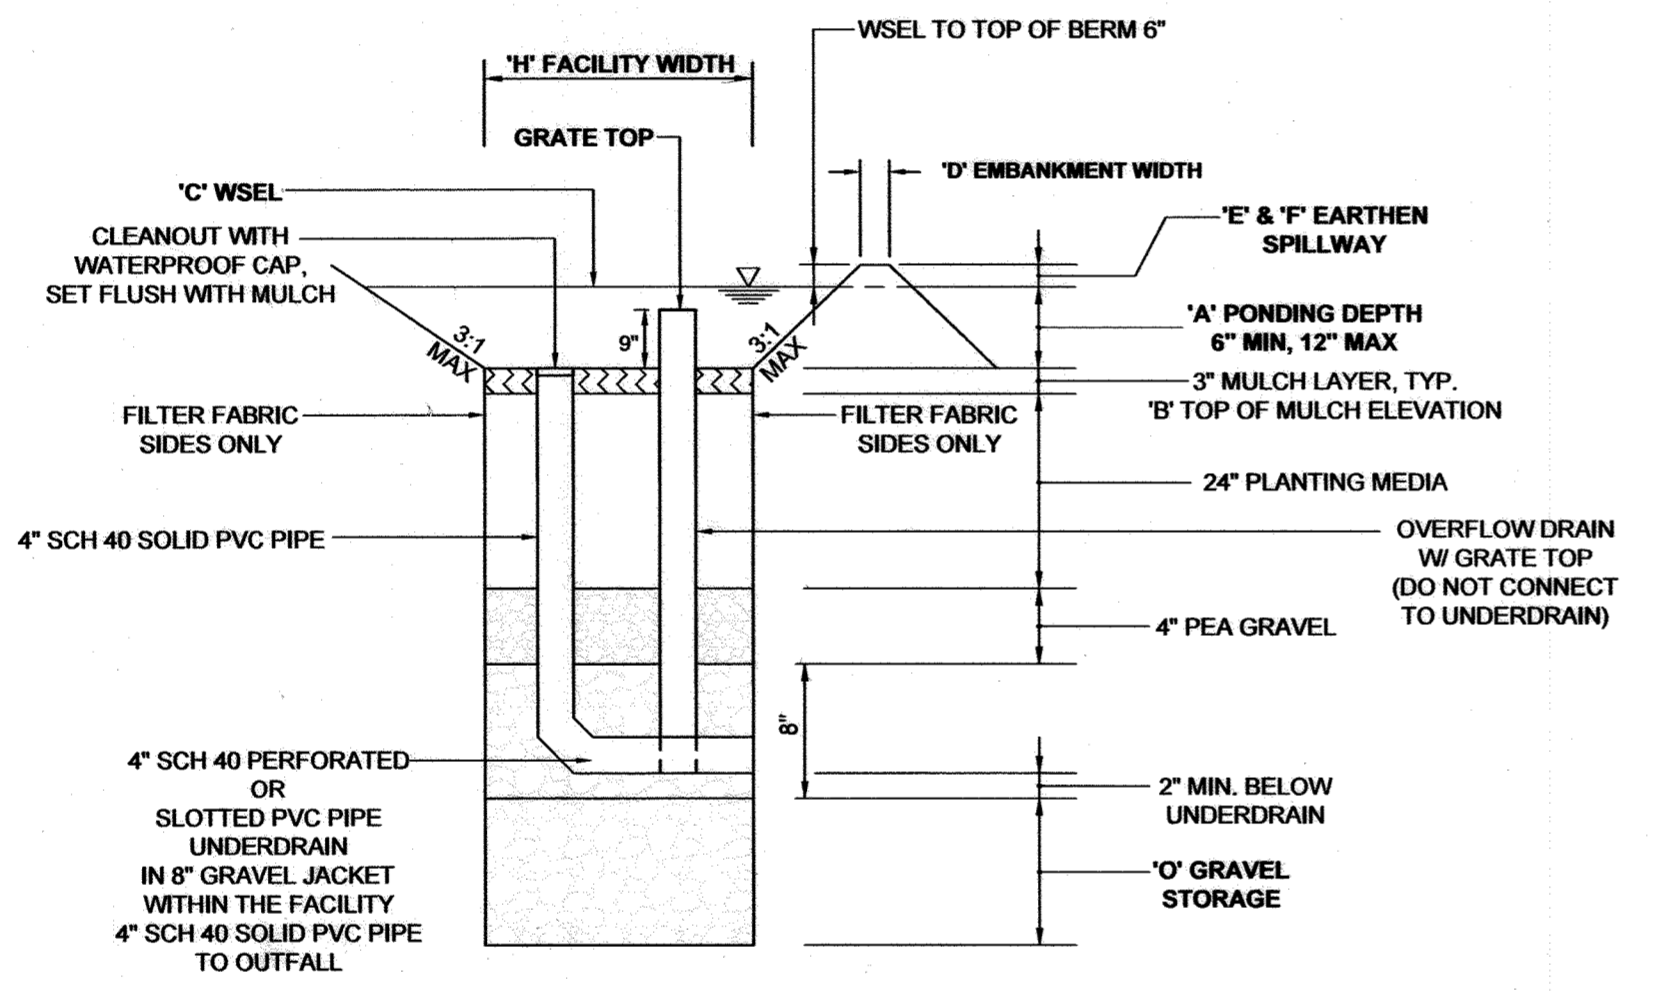 WSEL TO TOP OF BERM 6"
'H' FACILITY WIDTH
GRATE TOP
'D' EMBANKMENT WIDTH
'C' WSEL
'E' & 'F' EARTHEN
SPILLWAY
CLEANOUT WITH
WATERPROOF CAP,
SET FLUSH WITH MULCH
'A' PONDING DEPTH
6" MIN, 12" MAX
3:1
MAX
9"
3:1
MAX
3" MULCH LAYER, TYP.
'B' TOP OF MULCH ELEVATION
FILTER FABRIC
SIDES ONLY
FILTER FABRIC
SIDES ONLY
24" PLANTING MEDIA
4" SCH 40 SOLID PVC PIPE
OVERFLOW DRAIN
W/ GRATE TOP
(DO NOT CONNECT
TO UNDERDRAIN)
4" PEA GRAVEL
8"
4" SCH 40 PERFORATED
OR
SLOTTED PVC PIPE
UNDERDRAIN
IN 8" GRAVEL JACKET
WITHIN THE FACILITY
4" SCH 40 SOLID PVC PIPE
TO OUTFALL
2" MIN. BELOW
UNDERDRAIN
'O' GRAVEL
STORAGE